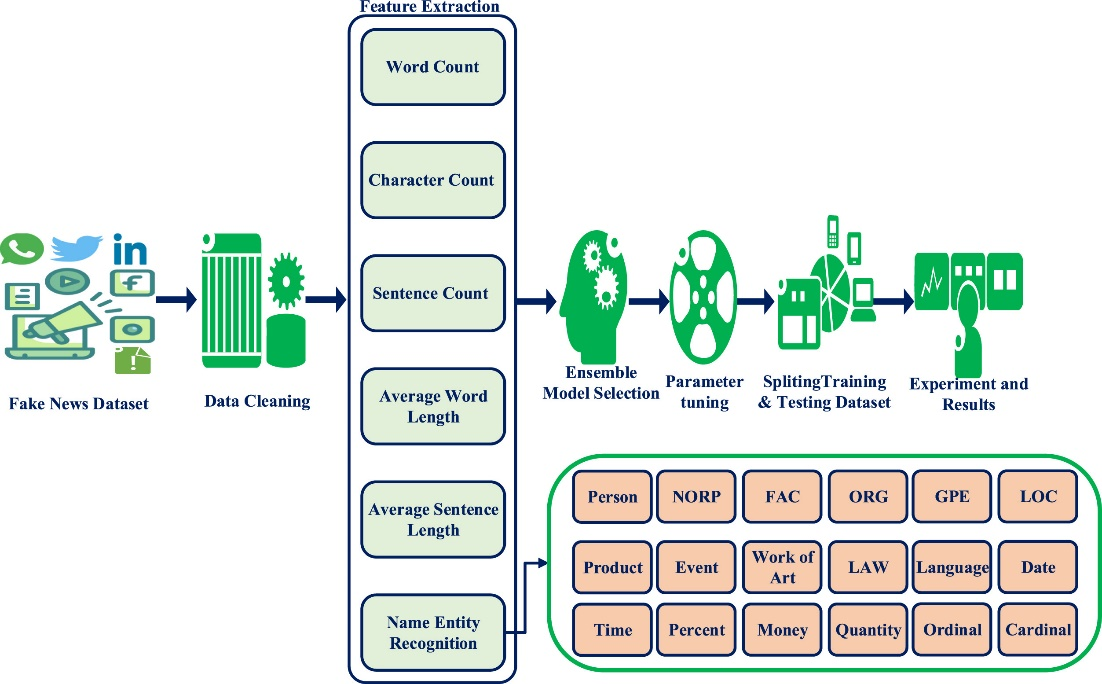 Feature Extraction
Word Count
Character Count
Sentence Count
Average Word
Length
Average Sentence
Length
Name Entity
Recognition
in
f
!
Fake News Dataset
Data Cleaning
Ensemble
Model Selection
Parameter
tuning
SplitingTraining
& Testing Dataset
Experiment and
Results
Person
NORP
FAC
ORG
GPE
LOC
Product
Event
Work of
Art
LAW
Language
Date
Time
Percent
Money
Quantity
Ordinal
Cardinal